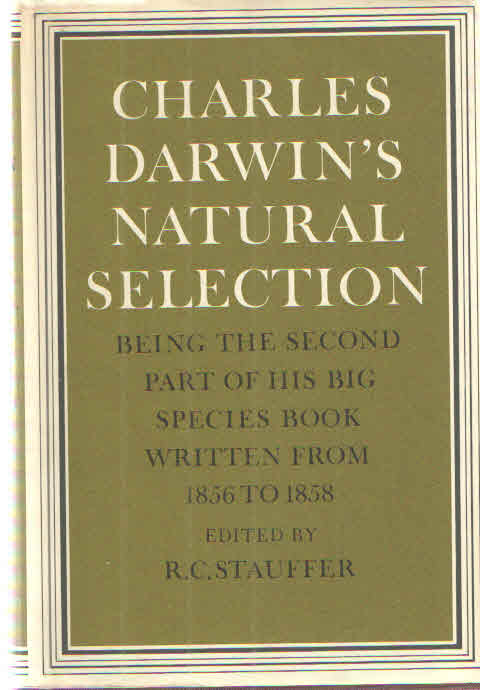 CHARLES
DARWIN'S
NATURAL
SELECTION
BEING THE SECOND
PART OF HIS BIG
SPECIES BOOK
WRITTEN FROM
1856 TO 1858
EDITED BY
R.C.STAUFFER